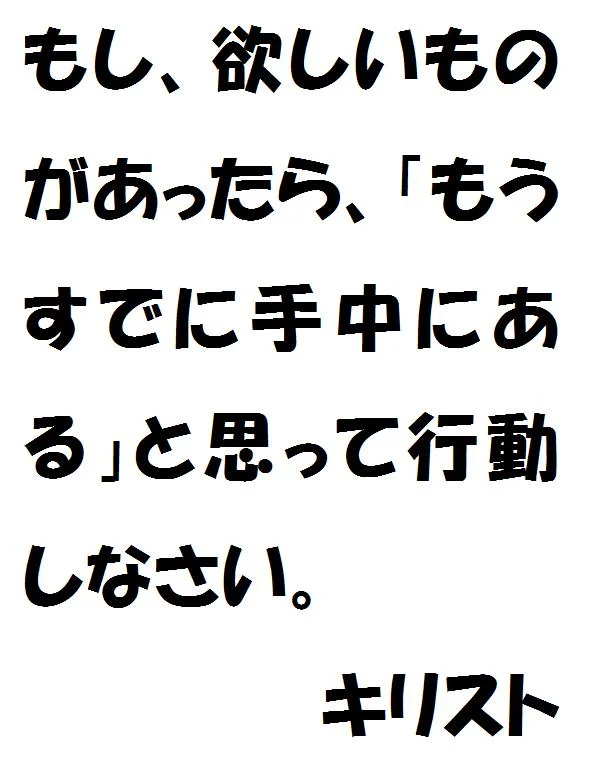 もし、欲しいもの
があったら、「もう
すでに手中にあ
る」と思って行動
しなさい。
キリスト